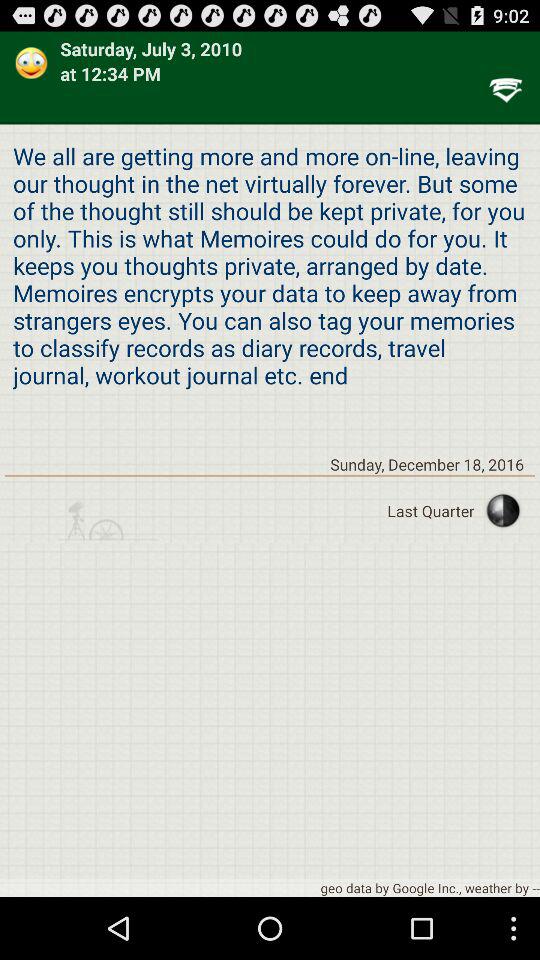 9:02
Saturday, July 3, 2010
at 12:34 PM
We all are getting more and more on-line, leaving
our thought in the net virtually forever. But some
of the thought still should be kept private, for you
only. This is what Memoires could do for you. It
keeps you thoughts private, arranged by date.
Memoires encrypts your data to keep away from
strangers eyes. You can also tag your memories
to classify records as diary records, travel
journal, workout journal etc. end
Sunday, December 18, 2016
Last Quarter
geo data by Google Inc., weather by --